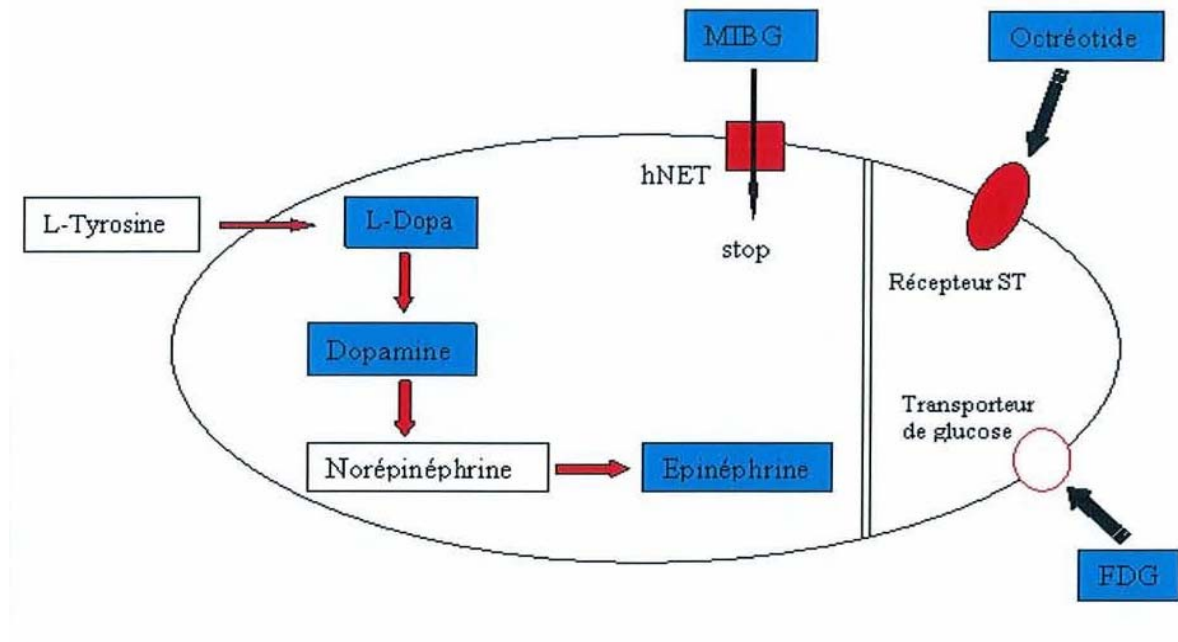 MIBG
Octréotide
hNET
L-Tyrosine
L-Dopa
stop
Récepteur ST
Dopamine
Transporteur
de glucose
Norépinéphrine
Epinéphrine
FDG